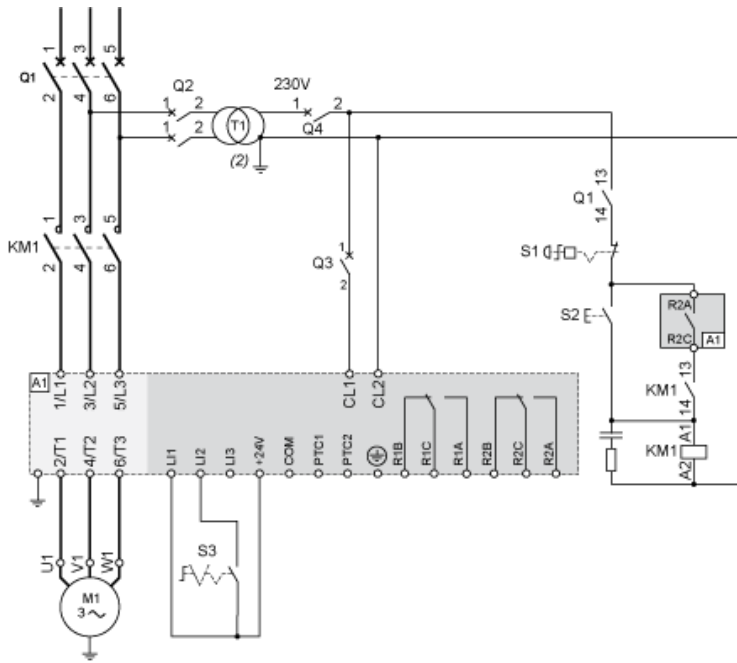 1 3 5
Q1
2 4 6
Q2
1 2
1 2
T1
(2)
230V
1 2
Q4
Q1 13
14
S1
R2A
R2C
A1
S2
1 3 5
KM1
2 4 6
Q3 1
2
13
KM1
14
A1
KM1
A2
A1
1/L1 3/L2 5/L3
CL1 CL2
2/T1 4/T2 6/T3
LI1 LI2 LI3 +24V COM PTC1 PTC2 R1B R1C R1A R2B R2C R2A
S3
U1 V1 W1
M1
3